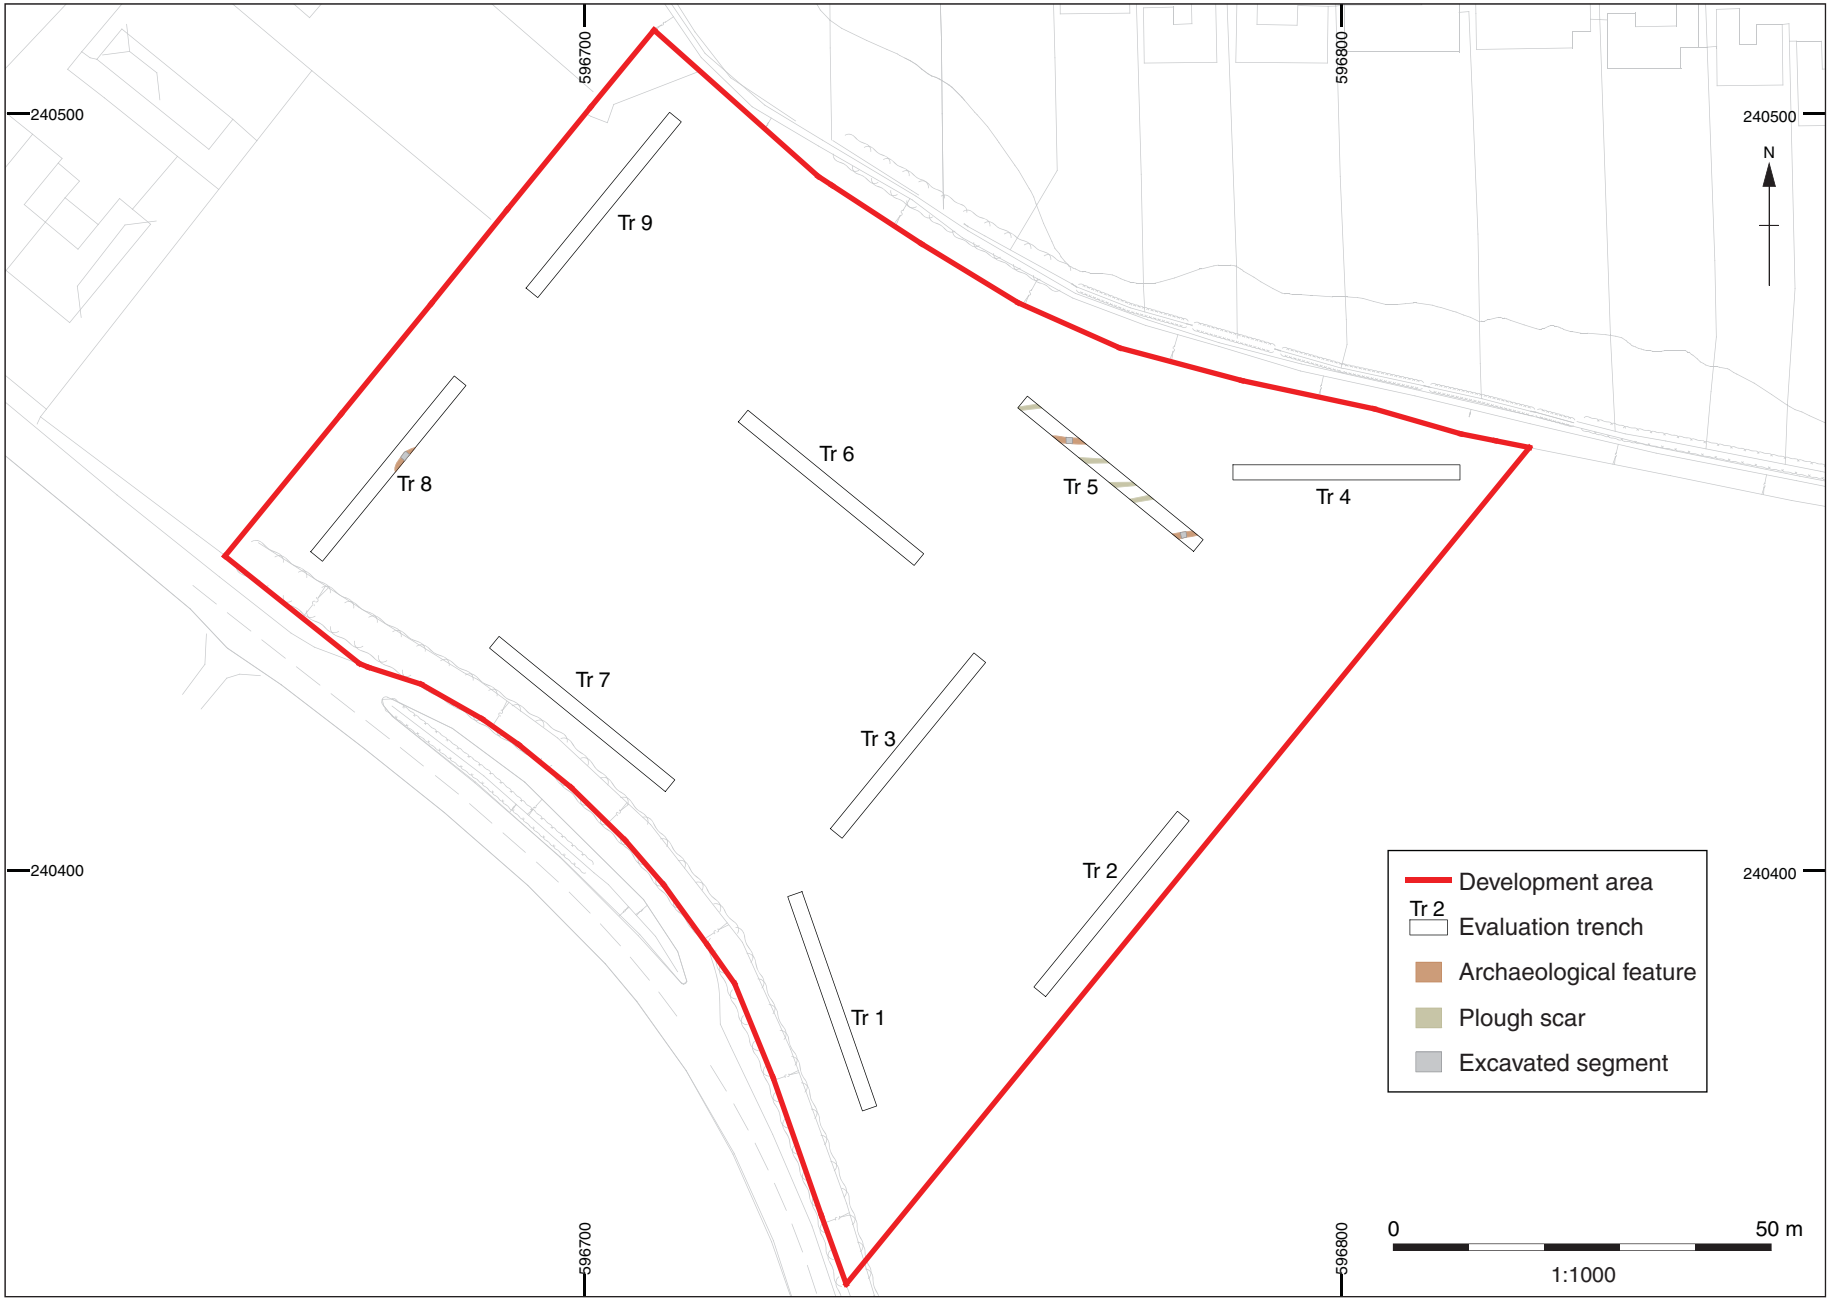 596700
596800
240500
240500
N
Tr 9
Tr 6
Tr 8
Tr 5
Tr 4
Tr 7
Tr 3
Tr 2
240400
240400
Tr 1
Development area
Tr 2
Evaluation trench
Archaeological feature
Plough scar
Excavated segment
596700
596800
0 50 m
1:1000